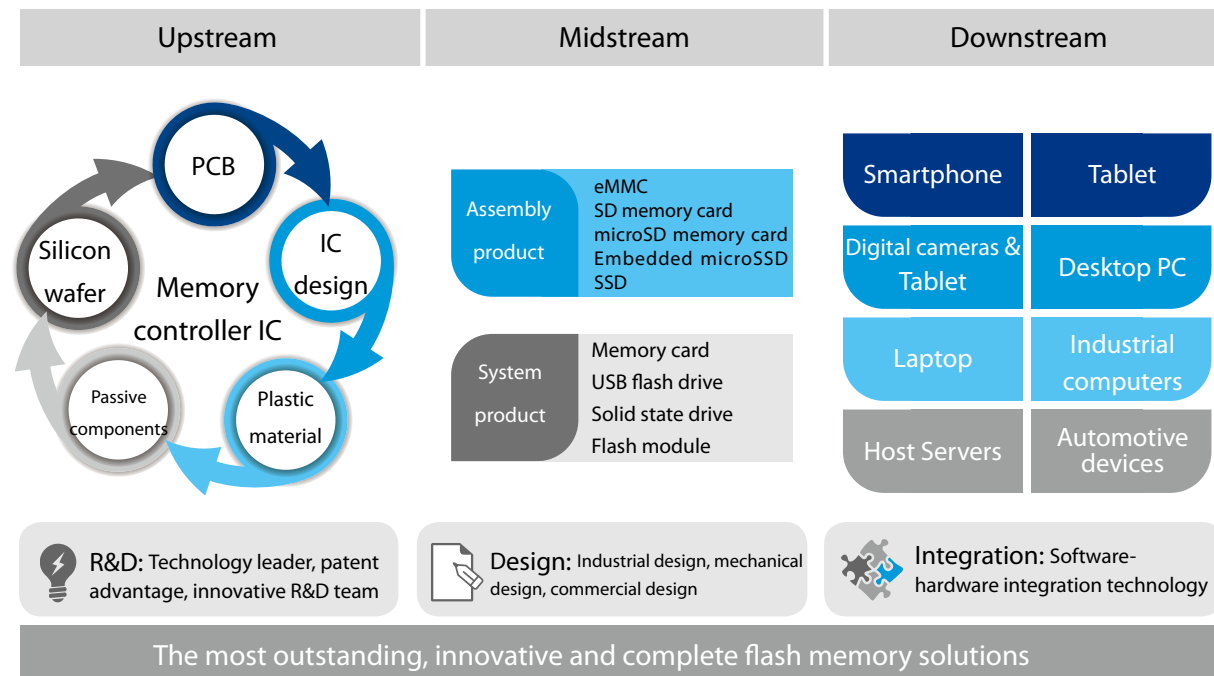 Upstream
Midstream
Downstream
PCB
IC
design
Plastic
material
Passive
components
Silicon
wafer
Memory
controller IC
Assembly
product
eMMC
SD memory card
microSD memory card
Embedded microSSD
SSD
System
product
Memory card
USB flash drive
Solid state drive
Flash module
Smartphone
Tablet
Digital cameras &
Tablet
Desktop PC
Laptop
Industrial
computers
Host Servers
Automotive
devices
R&D: Technology leader, patent
advantage, innovative R&D team
Design: Industrial design, mechanical
design, commercial design
Integration: Software-
hardware integration technology
The most outstanding, innovative and complete flash memory solutions